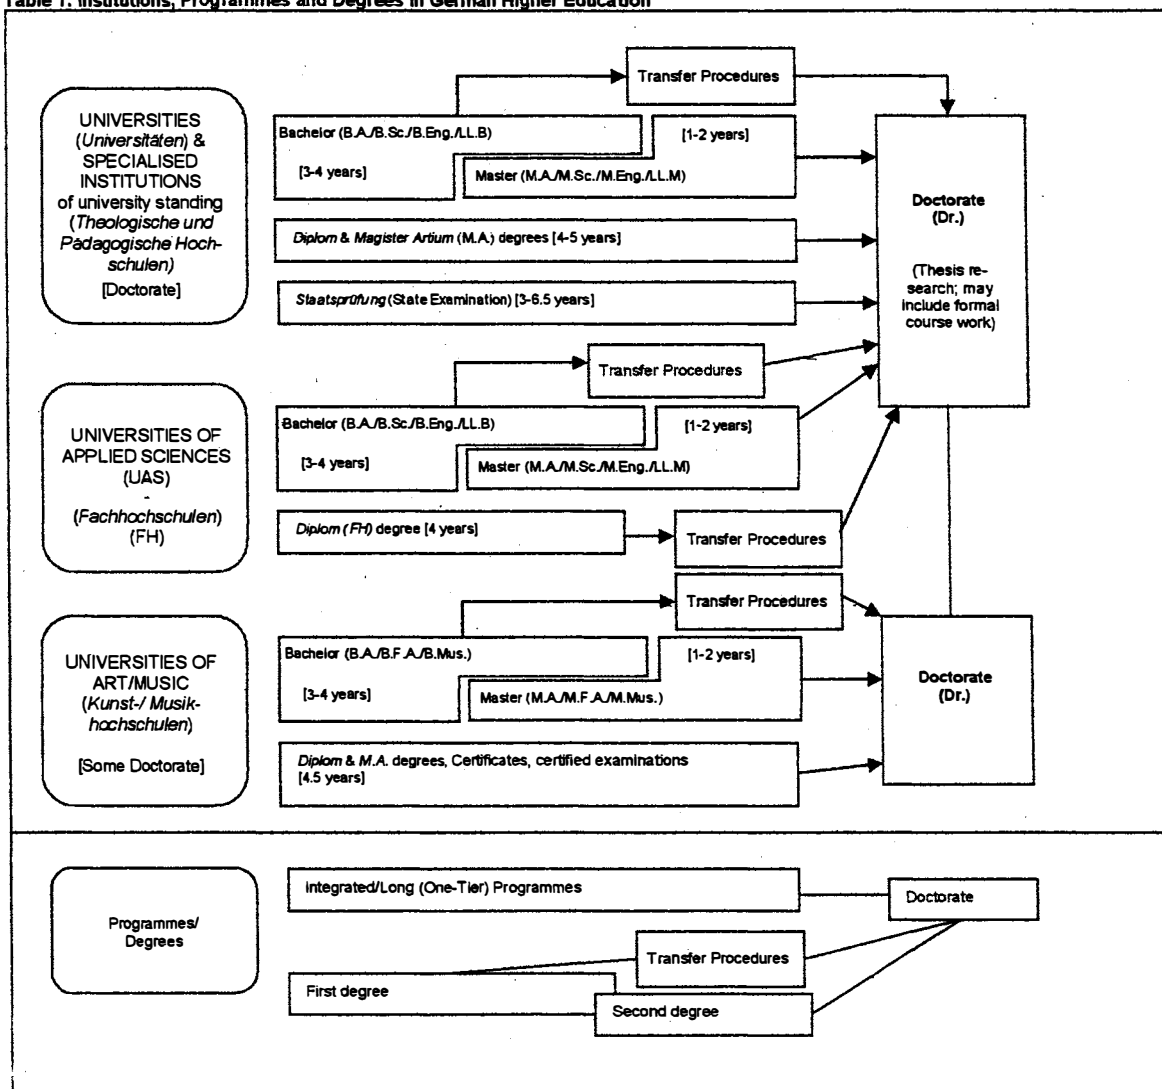 Table 1: Institutions, Programmes and Degrees in German Higher Education
Transfer Procedures
UNIVERSITIES
(Universitäten) &
SPECIALISED
INSTITUTIONS
of university standing
(Theologische und
Pädagogische Hoch-
schulen)
[Doctorate]
Bachelor (B.A./B.Sc./B.Eng./LL.B)
[3-4 years]
[1-2 years]
Master (M.A./M.Sc./M.Eng./LL.M)
Diplom & Magister Artium (M.A.) degrees [4-5 years]
Staatsprüfung (State Examination) [3-6.5 years]
Doctorate
(Dr.)
(Thesis re-
search; may
include formal
course work)
Transfer Procedures
UNIVERSITIES OF
APPLIED SCIENCES
(UAS)
-
(Fachhochschulen)
(FH)
Bachelor (B.A./B.Sc./B.Eng./LL.B)
[3-4 years]
[1-2 years]
Master (M.A./M.Sc./M.Eng./LL.M)
Diplom (FH) degree [4 years]
Transfer Procedures
Transfer Procedures
UNIVERSITIES OF
ART/MUSIC
(Kunst-/ Musik-
hochschulen)
[Some Doctorate]
Bachelor (B.A./B.F.A./B.Mus.)
[3-4 years]
[1-2 years]
Master (M.A./M.F.A./M.Mus.)
Diplom & M.A. degrees, Certificates, certified examinations
[4.5 years]
Doctorate
(Dr.)
Programmes/
Degrees
Integrated/Long (One-Tier) Programmes
Doctorate
Transfer Procedures
First degree
Second degree